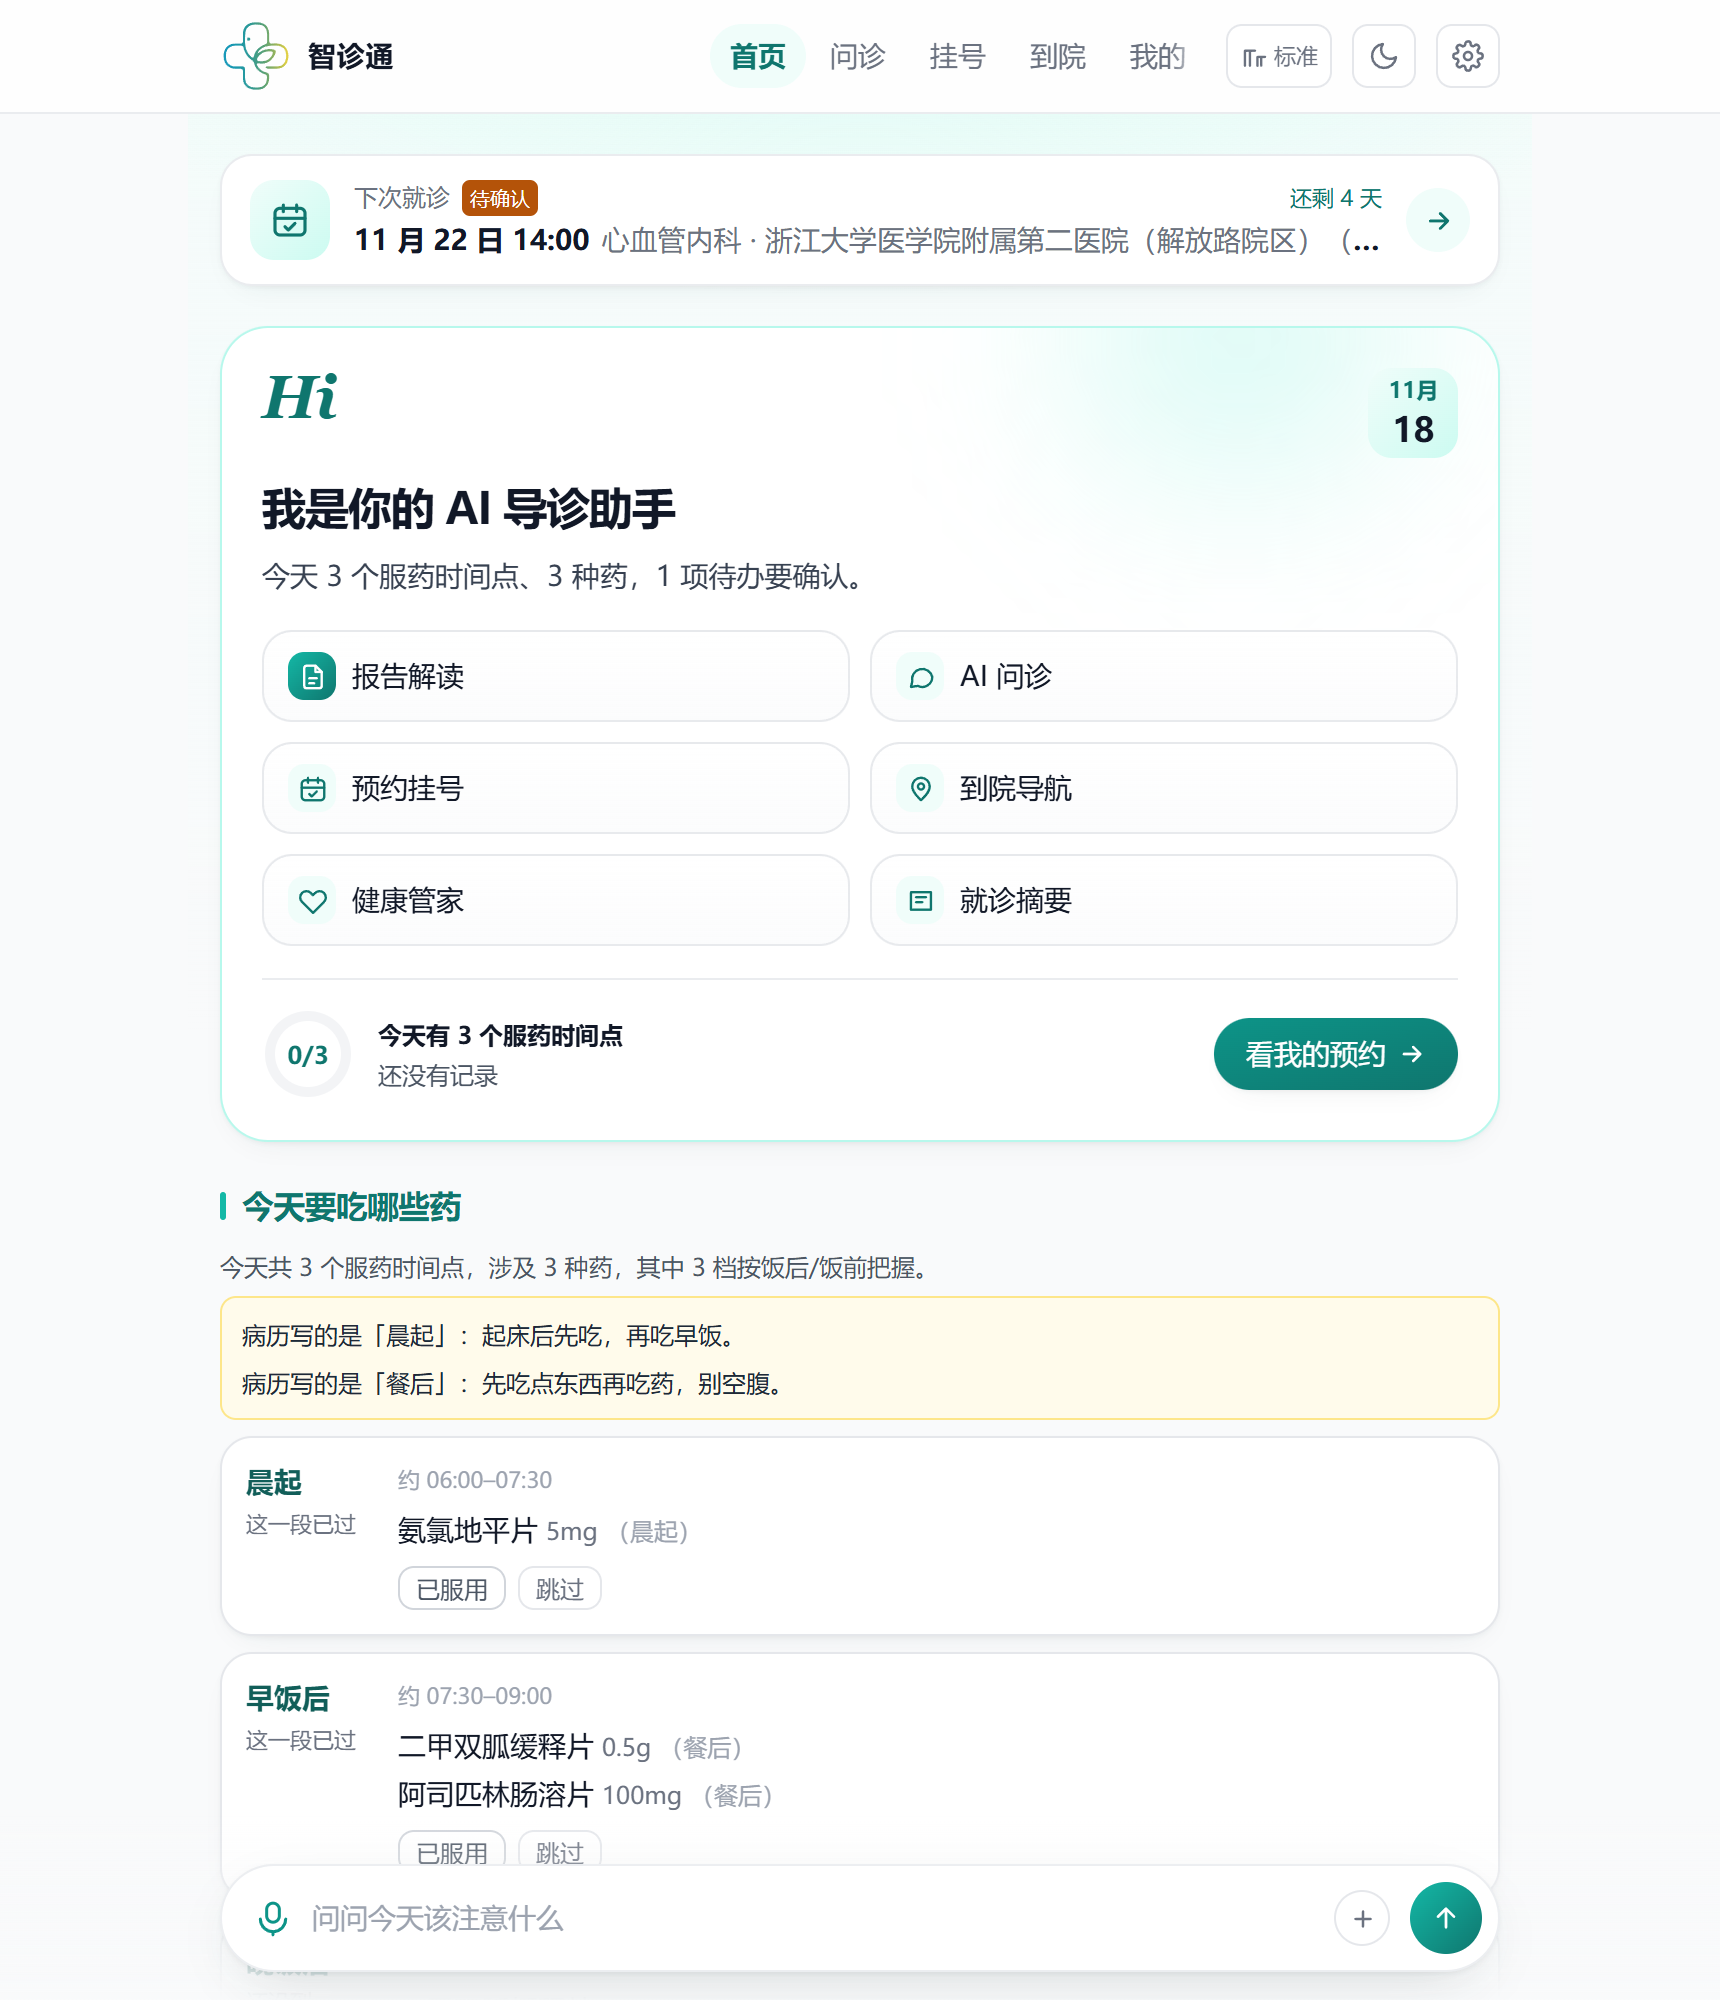 智诊通
首页 问诊 挂号 到院 我的 标准
下次就诊 待确认 还剩 4 天
11 月 22 日 14:00 心血管内科 · 浙江大学医学院附属第二医院（解放路院区）（...
Hi
11月
18
我是你的 AI 导诊助手
今天 3 个服药时间点、3 种药，1 项待办要确认。
报告解读 AI 问诊
预约挂号 到院导航
健康管家 就诊摘要
0/3 今天有 3 个服药时间点
还没有记录
看我的预约
今天要吃哪些药
今天共 3 个服药时间点，涉及 3 种药，其中 3 档按饭后/饭前把握。
病历写的是「晨起」：起床后先吃，再吃早饭。
病历写的是「餐后」：先吃点东西再吃药，别空腹。
晨起 约 06:00–07:30
这一段已过 氨氯地平片 5mg （晨起）
已服用 跳过
早饭后 约 07:30–09:00
这一段已过 二甲双胍缓释片 0.5g （餐后）
阿司匹林肠溶片 100mg （餐后）
已服用 跳过
问问今天该注意什么